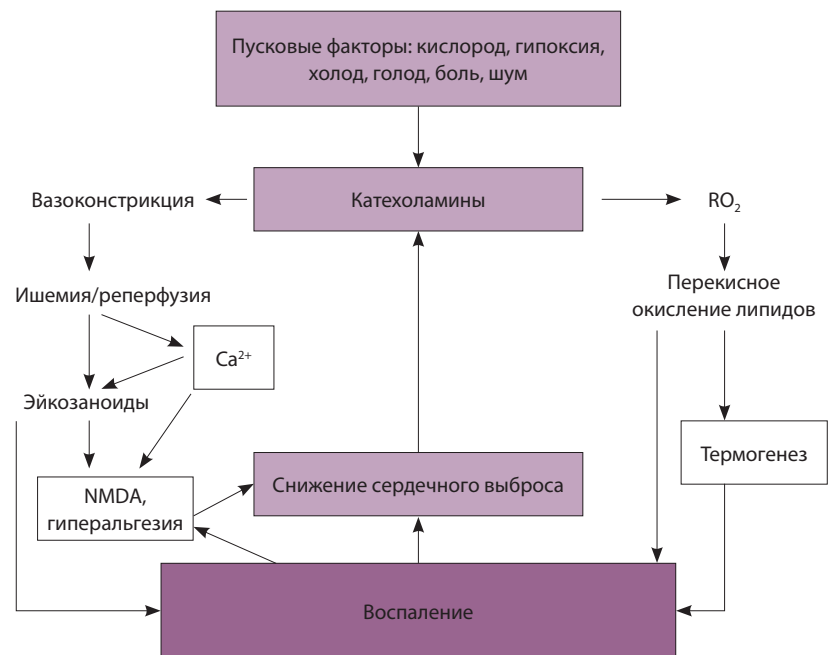 Пусковые факторы: кислород, гипоксия,
холод, голод, боль, шум
Вазоконстрикция
Катехоламины
RO₂
Ишемия/реперфузия
Перекисное
окисление липидов
Ca²⁺
Эйкозаноиды
Термогенез
NMDA,
гиперальгезия
Снижение сердечного выброса
Воспаление